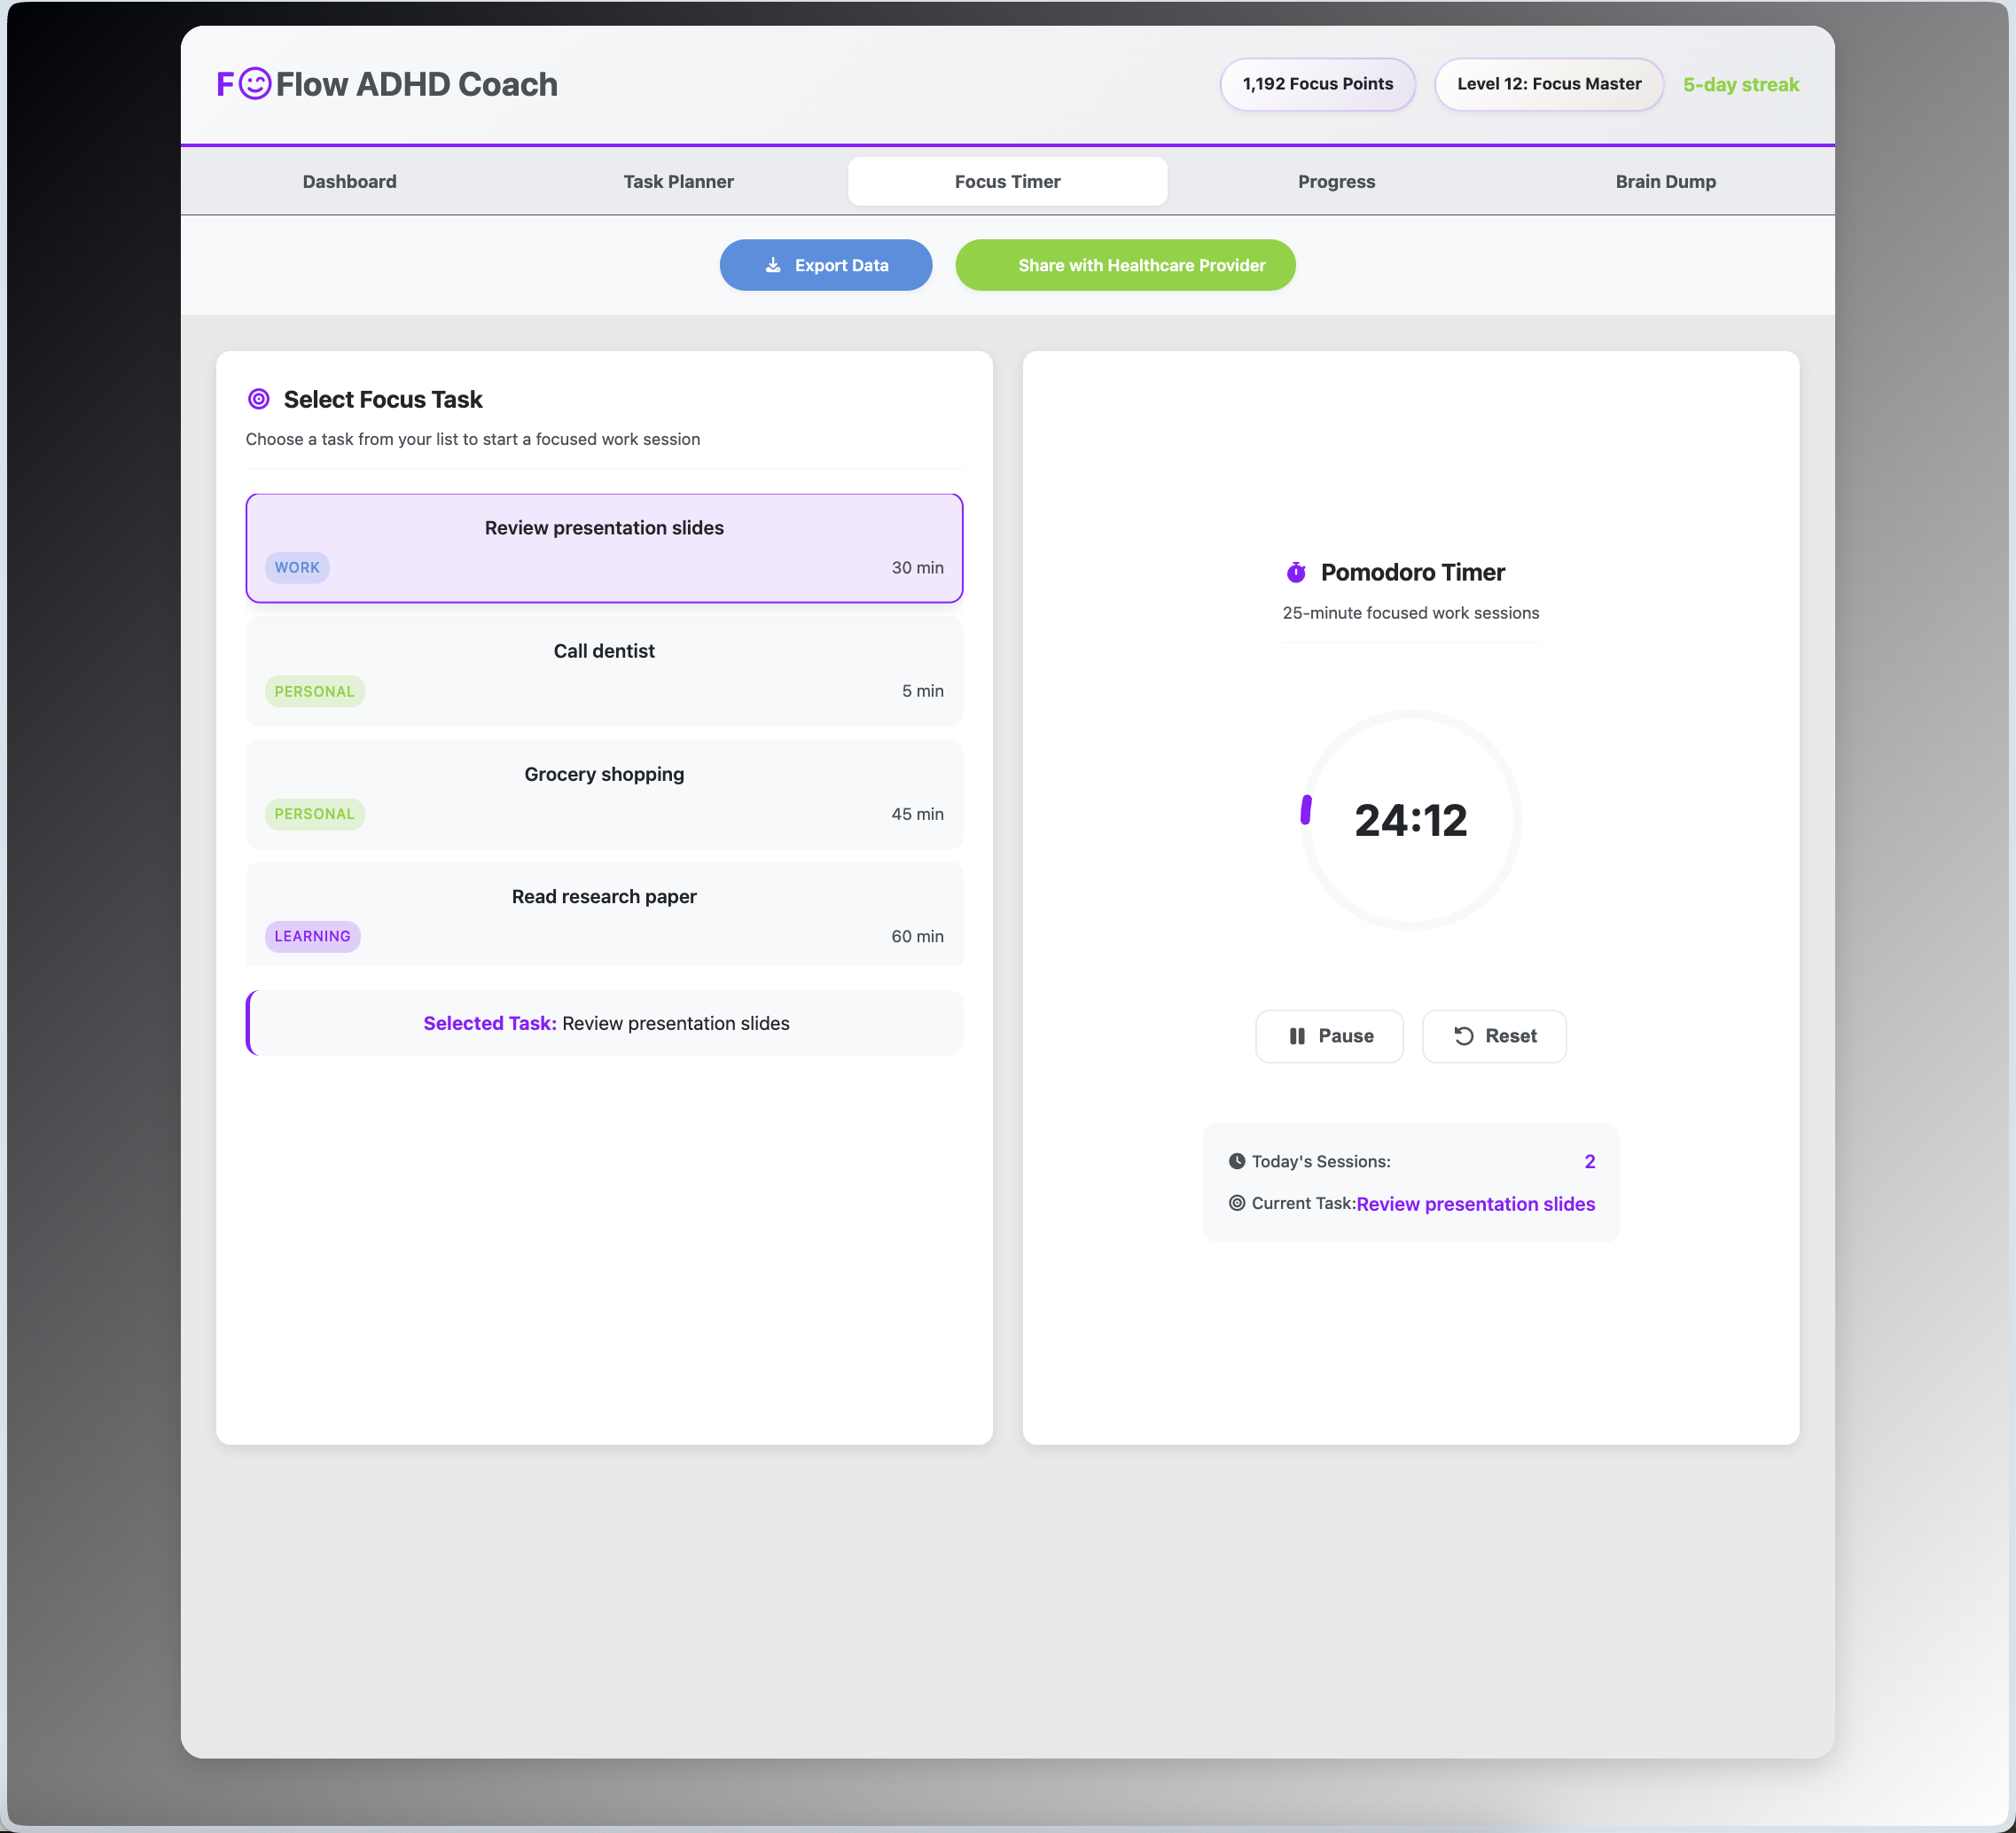 F Flow ADHD Coach
1,192 Focus Points
Level 12: Focus Master
5-day streak
Dashboard
Task Planner
Focus Timer
Progress
Brain Dump
Export Data
Share with Healthcare Provider
Select Focus Task
Choose a task from your list to start a focused work session
Review presentation slides
WORK
30 min
Call dentist
PERSONAL
5 min
Grocery shopping
PERSONAL
45 min
Read research paper
LEARNING
60 min
Selected Task: Review presentation slides
Pomodoro Timer
25-minute focused work sessions
24:12
Pause
Reset
Today's Sessions: 2
Current Task:Review presentation slides